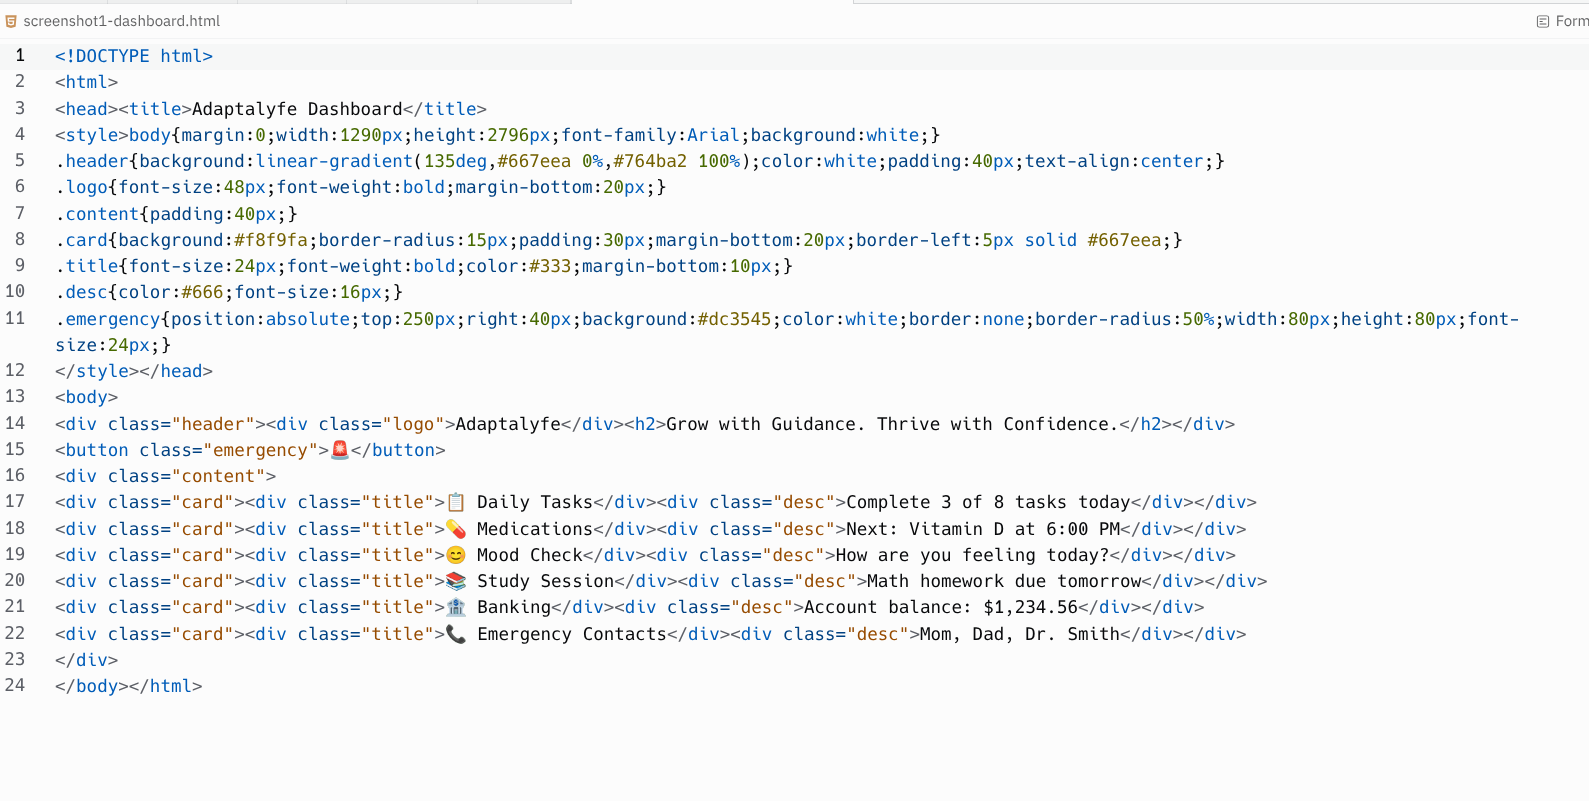 screenshot1-dashboard.html
Form
1 <!DOCTYPE html>
2 <html>
3 <head><title>Adaptalyfe Dashboard</title>
4 <style>body{margin:0;width:1290px;height:2796px;font-family:Arial;background:white;}
5 .header{background:linear-gradient(135deg,#667eea 0%,#764ba2 100%);color:white;padding:40px;text-align:center;}
6 .logo{font-size:48px;font-weight:bold;margin-bottom:20px;}
7 .content{padding:40px;}
8 .card{background:#f8f9fa;border-radius:15px;padding:30px;margin-bottom:20px;border-left:5px solid #667eea;}
9 .title{font-size:24px;font-weight:bold;color:#333;margin-bottom:10px;}
10 .desc{color:#666;font-size:16px;}
11 .emergency{position:absolute;top:250px;right:40px;background:#dc3545;color:white;border:none;border-radius:50%;width:80px;height:80px;font-
size:24px;}
12 </style></head>
13 <body>
14 <div class="header"><div class="logo">Adaptalyfe</div><h2>Grow with Guidance. Thrive with Confidence.</h2></div>
15 <button class="emergency">🚨</button>
16 <div class="content">
17 <div class="card"><div class="title">📋 Daily Tasks</div><div class="desc">Complete 3 of 8 tasks today</div></div>
18 <div class="card"><div class="title">💊 Medications</div><div class="desc">Next: Vitamin D at 6:00 PM</div></div>
19 <div class="card"><div class="title">😊 Mood Check</div><div class="desc">How are you feeling today?</div></div>
20 <div class="card"><div class="title">📚 Study Session</div><div class="desc">Math homework due tomorrow</div></div>
21 <div class="card"><div class="title">🏦 Banking</div><div class="desc">Account balance: $1,234.56</div></div>
22 <div class="card"><div class="title">📞 Emergency Contacts</div><div class="desc">Mom, Dad, Dr. Smith</div></div>
23 </div>
24 </body></html>